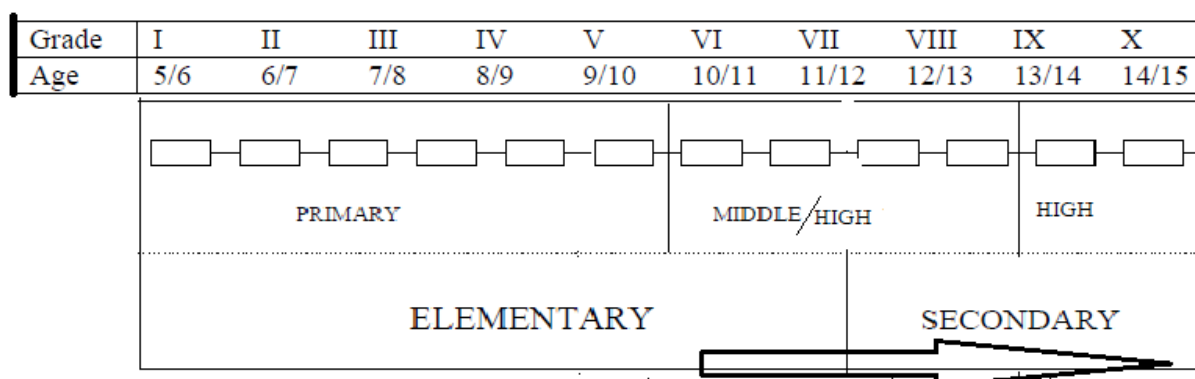 Grade I II III IV V VI VII VIII IX X
Age 5/6 6/7 7/8 8/9 9/10 10/11 11/12 12/13 13/14 14/15
PRIMARY MIDDLE/HIGH HIGH
ELEMENTARY SECONDARY